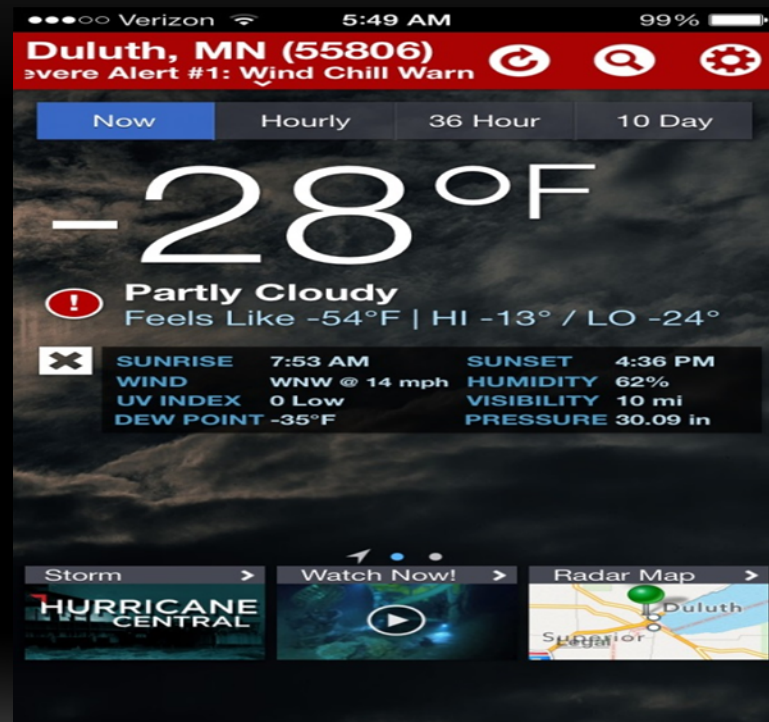 Verizon 5:49 AM 99%
Duluth, MN (55806)
evere Alert #1: Wind Chill Warn
Now Hourly 36 Hour 10 Day
-28°F
Partly Cloudy
Feels Like -54°F | HI -13° / LO -24°
SUNRISE 7:53 AM SUNSET 4:36 PM
WIND WNW @ 14 mph HUMIDITY 62%
UV INDEX 0 Low VISIBILITY 10 mi
DEW POINT -35°F PRESSURE 30.09 in
Storm Watch Now! Radar Map
HURRICANE
CENTRAL
Duluth
Superior
Legal